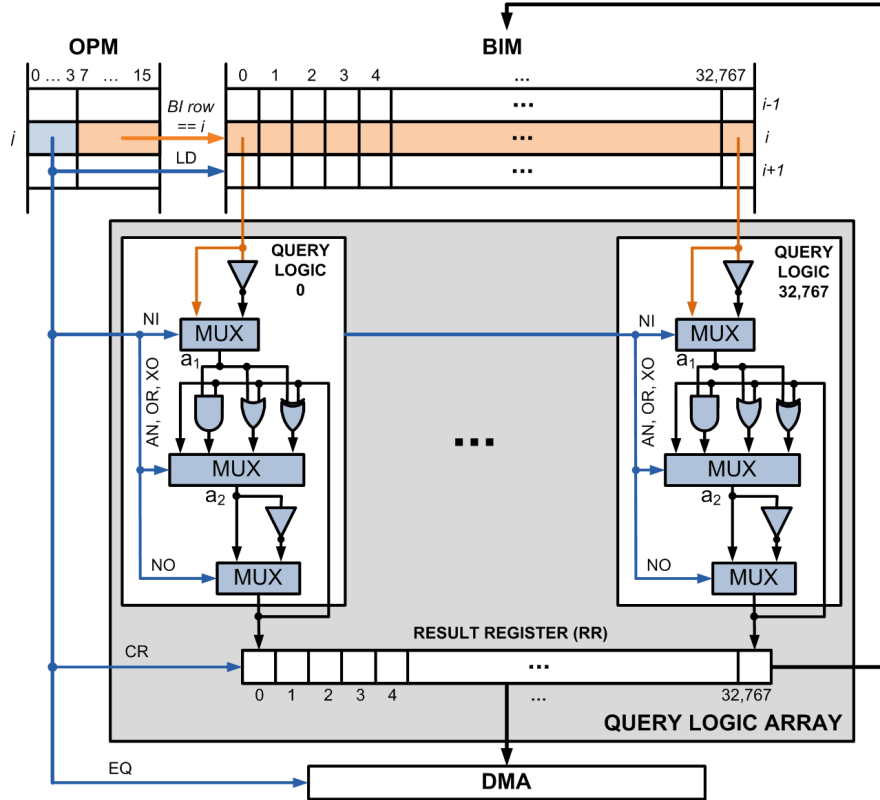 OPM BIM
0 ... 3 7 ... 15 0 1 2 3 4 ... 32,767
BI row
== i
... i-1
i ... i
LD ... i+1
QUERY
LOGIC
0
QUERY
LOGIC
32,767
NI MUX
a1
AN, OR, XO
MUX
a2
NO MUX
...
NI MUX
a1
AN, OR, XO
MUX
a2
NO MUX
RESULT REGISTER (RR)
CR ...
0 1 2 3 4 ... 32,767
QUERY LOGIC ARRAY
EQ DMA